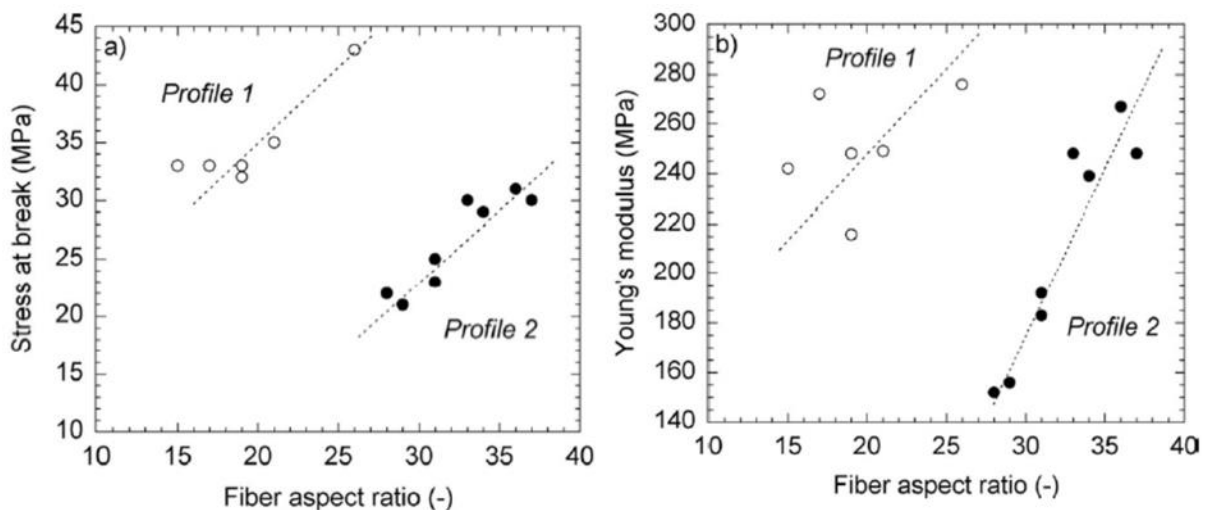 a)
Profile 1
Profile 2
Stress at break (MPa)
45
40
35
30
25
20
15
10
10 15 20 25 30 35 40
Fiber aspect ratio (-)
b)
Profile 1
Profile 2
Young's modulus (MPa)
300
280
260
240
220
200
180
160
140
10 15 20 25 30 35 40
Fiber aspect ratio (-)